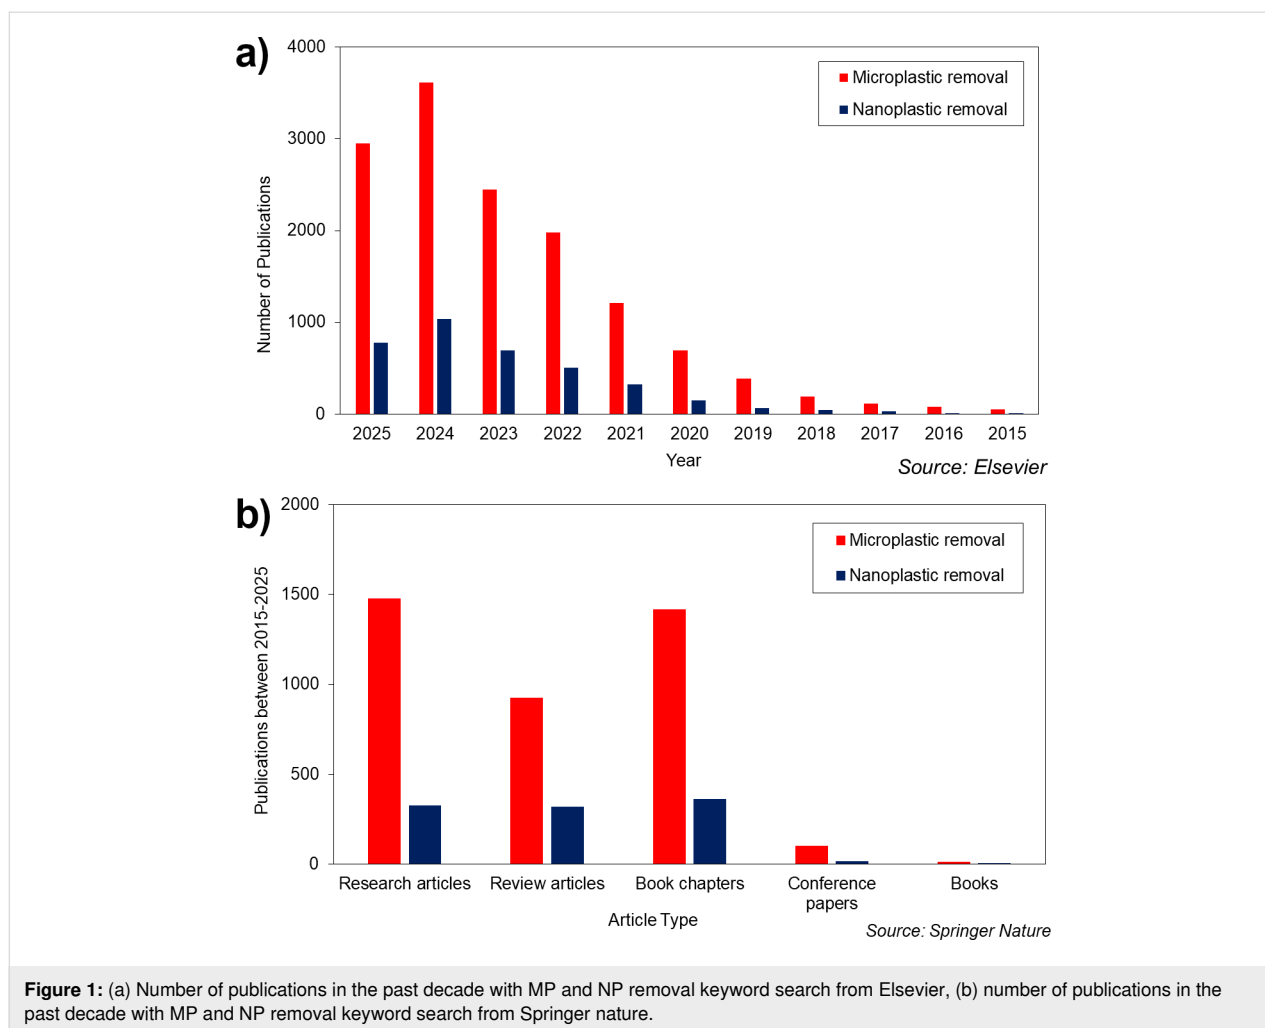 a)
4000
3000
2000
1000
0
Number of Publications
Microplastic removal
Nanoplastic removal
2025 2024 2023 2022 2021 2020 2019 2018 2017 2016 2015
Year
Source: Elsevier
b)
2000
1500
1000
500
0
Publications between 2015-2025
Microplastic removal
Nanoplastic removal
Research articles Review articles Book chapters Conference papers Books
Article Type
Source: Springer Nature
Figure 1: (a) Number of publications in the past decade with MP and NP removal keyword search from Elsevier, (b) number of publications in the
past decade with MP and NP removal keyword search from Springer nature.